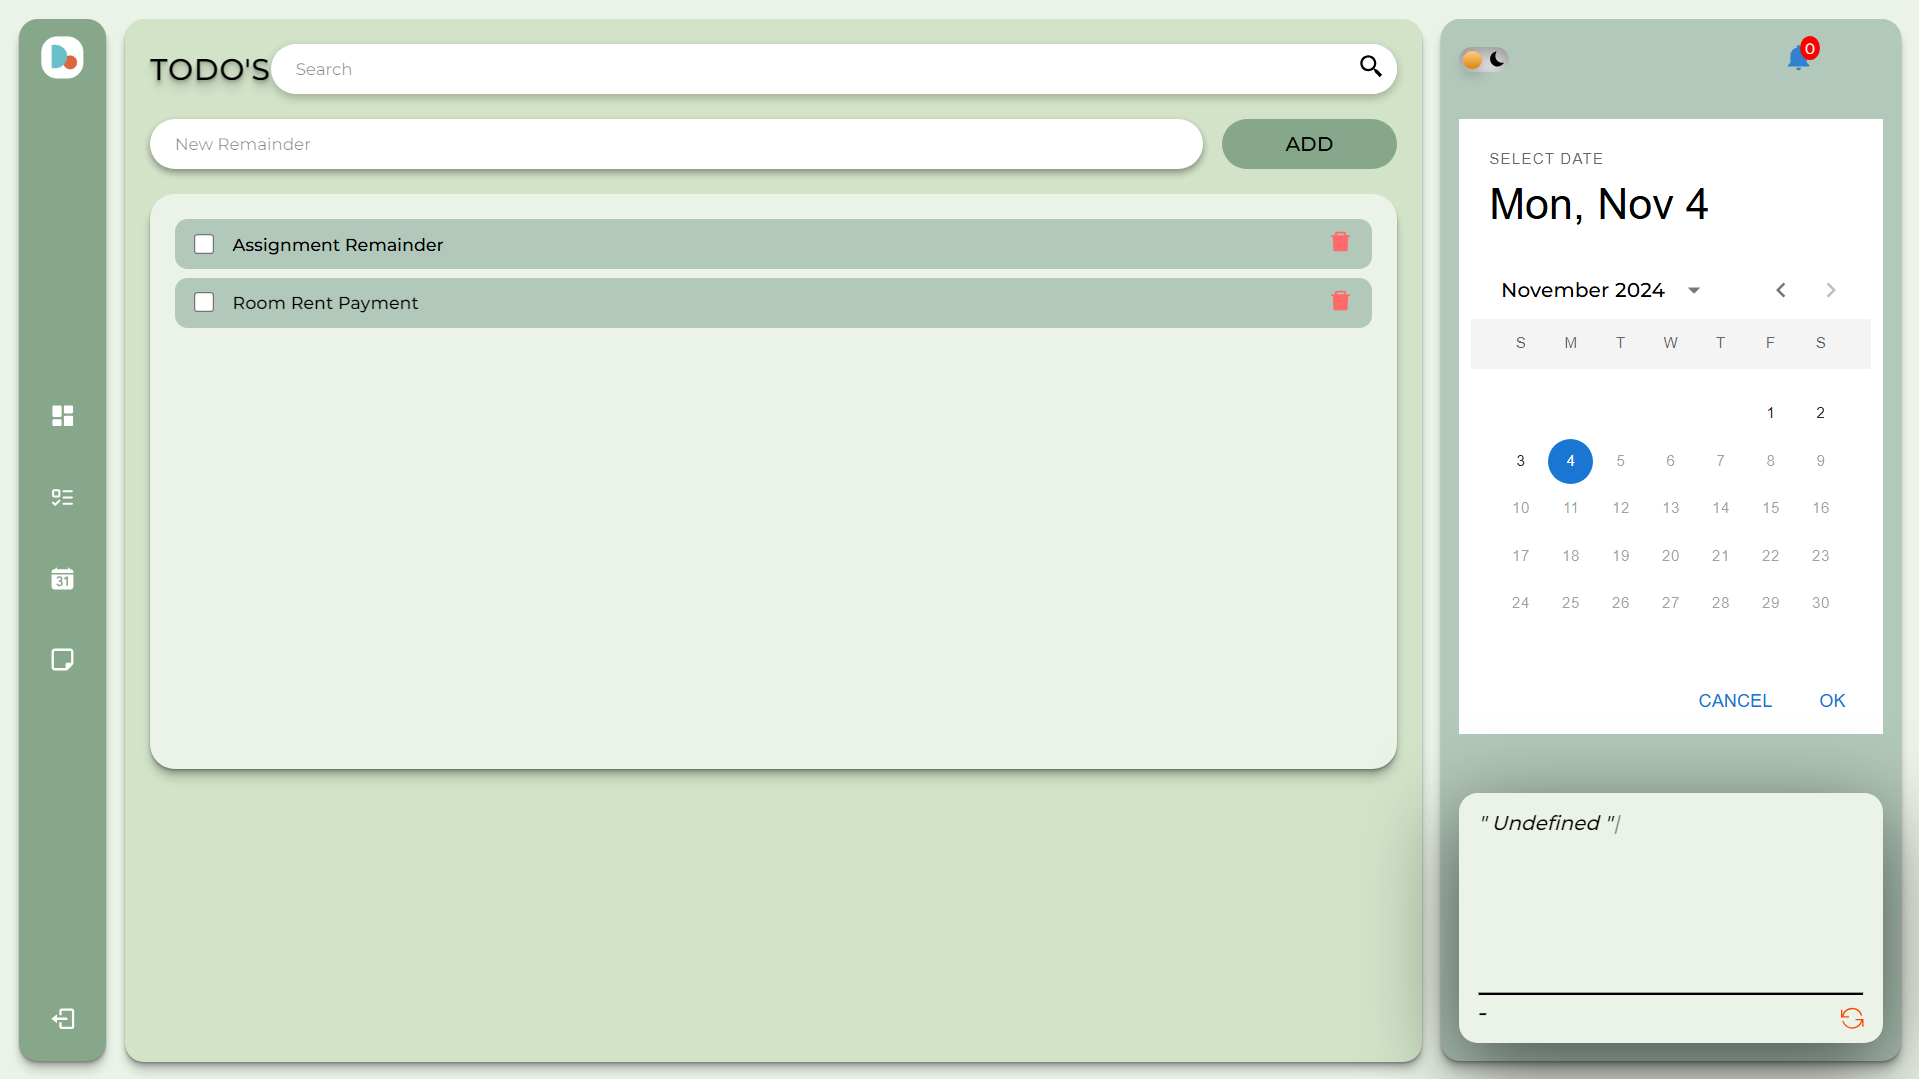 TODO'S
Search
New Remainder
ADD
Assignment Remainder
Room Rent Payment
0
SELECT DATE
Mon, Nov 4
November 2024
S M T W T F S
1 2
3 4 5 6 7 8 9
10 11 12 13 14 15 16
17 18 19 20 21 22 23
24 25 26 27 28 29 30
CANCEL OK
" Undefined "|
-
31